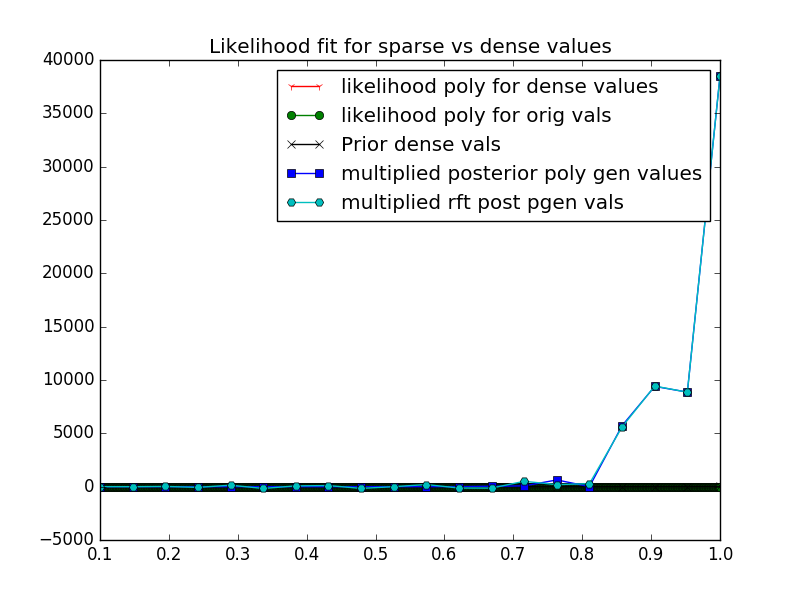 Likelihood fit for sparse vs dense values
40000
35000
30000
25000
20000
15000
10000
5000
0
−5000
likelihood poly for dense values
likelihood poly for orig vals
Prior dense vals
multiplied posterior poly gen values
multiplied rft post pgen vals
0.1 0.2 0.3 0.4 0.5 0.6 0.7 0.8 0.9 1.0